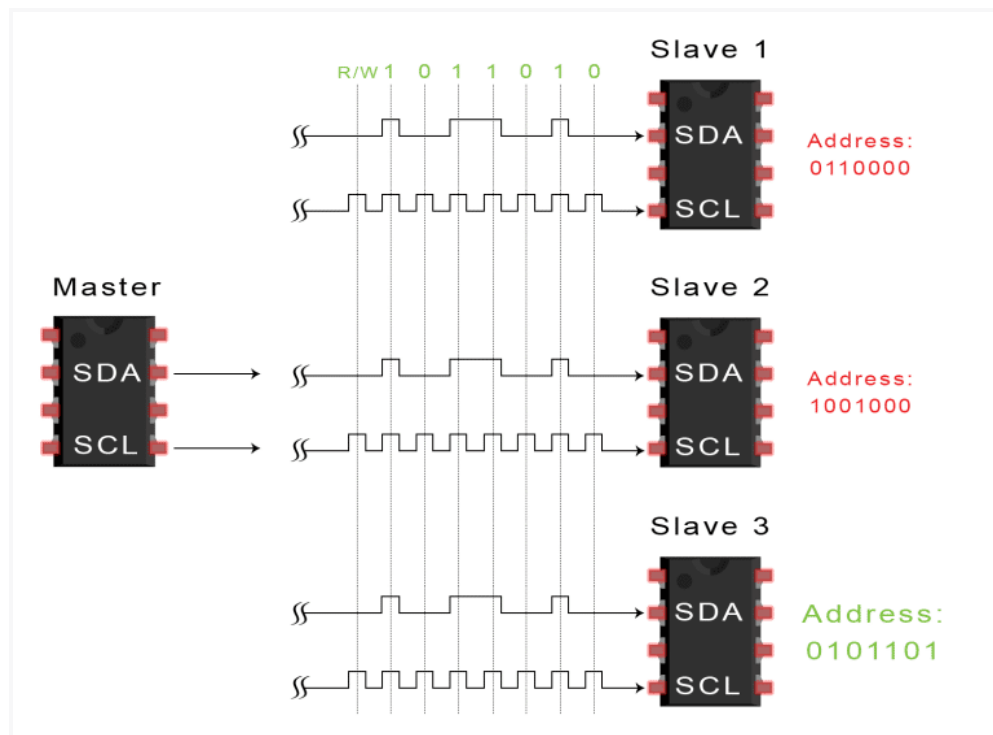 Slave 1
R/W 1 0 1 1 0 1 0
SDA
Address:
0110000
SCL
Master
Slave 2
SDA
SDA
Address:
1001000
SCL
SCL
Slave 3
SDA
Address:
0101101
SCL